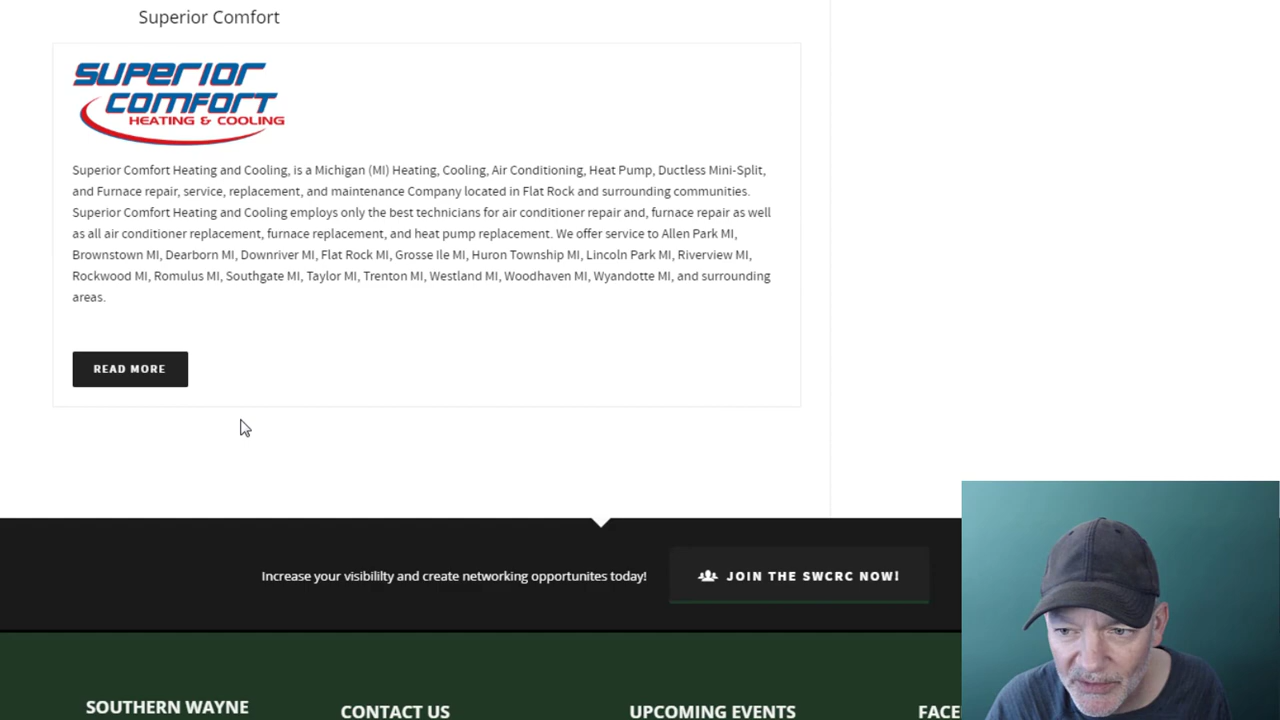 Superior Comfort
SUPERIOR
COMFORT
HEATING & COOLING
Superior Comfort Heating and Cooling, is a Michigan (MI) Heating, Cooling, Air Conditioning, Heat Pump, Ductless Mini-Split,
and Furnace repair, service, replacement, and maintenance Company located in Flat Rock and surrounding communities.
Superior Comfort Heating and Cooling employs only the best technicians for air conditioner repair and, furnace repair as well
as all air conditioner replacement, furnace replacement, and heat pump replacement. We offer service to Allen Park MI,
Brownstown MI, Dearborn MI, Downriver MI, Flat Rock MI, Grosse Ile MI, Huron Township MI, Lincoln Park MI, Riverview MI,
Rockwood MI, Romulus MI, Southgate MI, Taylor MI, Trenton MI, Westland MI, Woodhaven MI, Wyandotte MI, and surrounding
areas.
READ MORE
Increase your visibililty and create networking opportunites today!
JOIN THE SWCRC NOW!
SOUTHERN WAYNE
CONTACT US
UPCOMING EVENTS
FACE